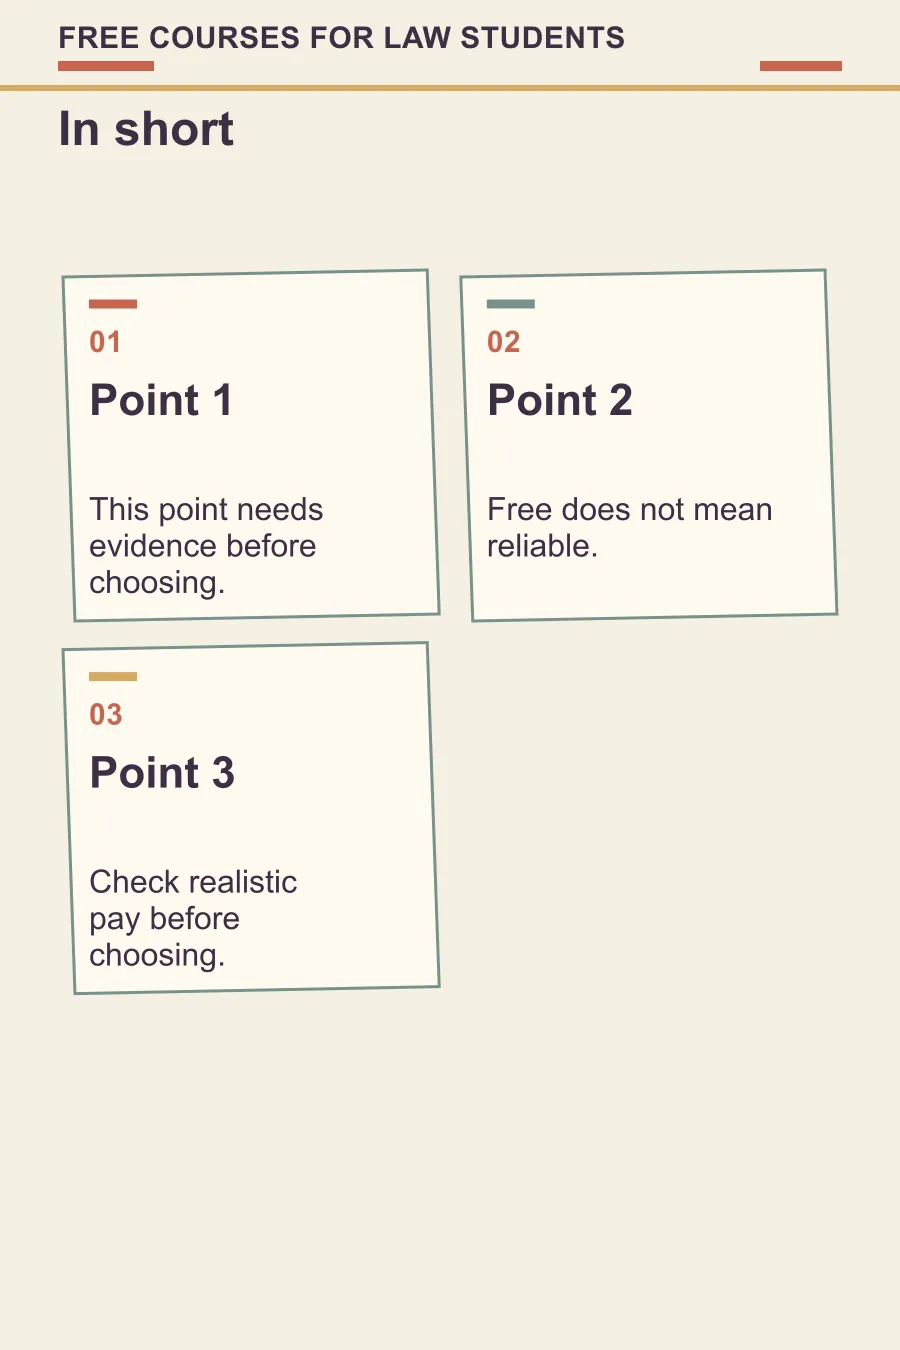 FREE COURSES FOR LAW STUDENTS
In short
01
Point 1
This point needs
evidence before
choosing.
02
Point 2
Free does not mean
reliable.
03
Point 3
Check realistic
pay before
choosing.